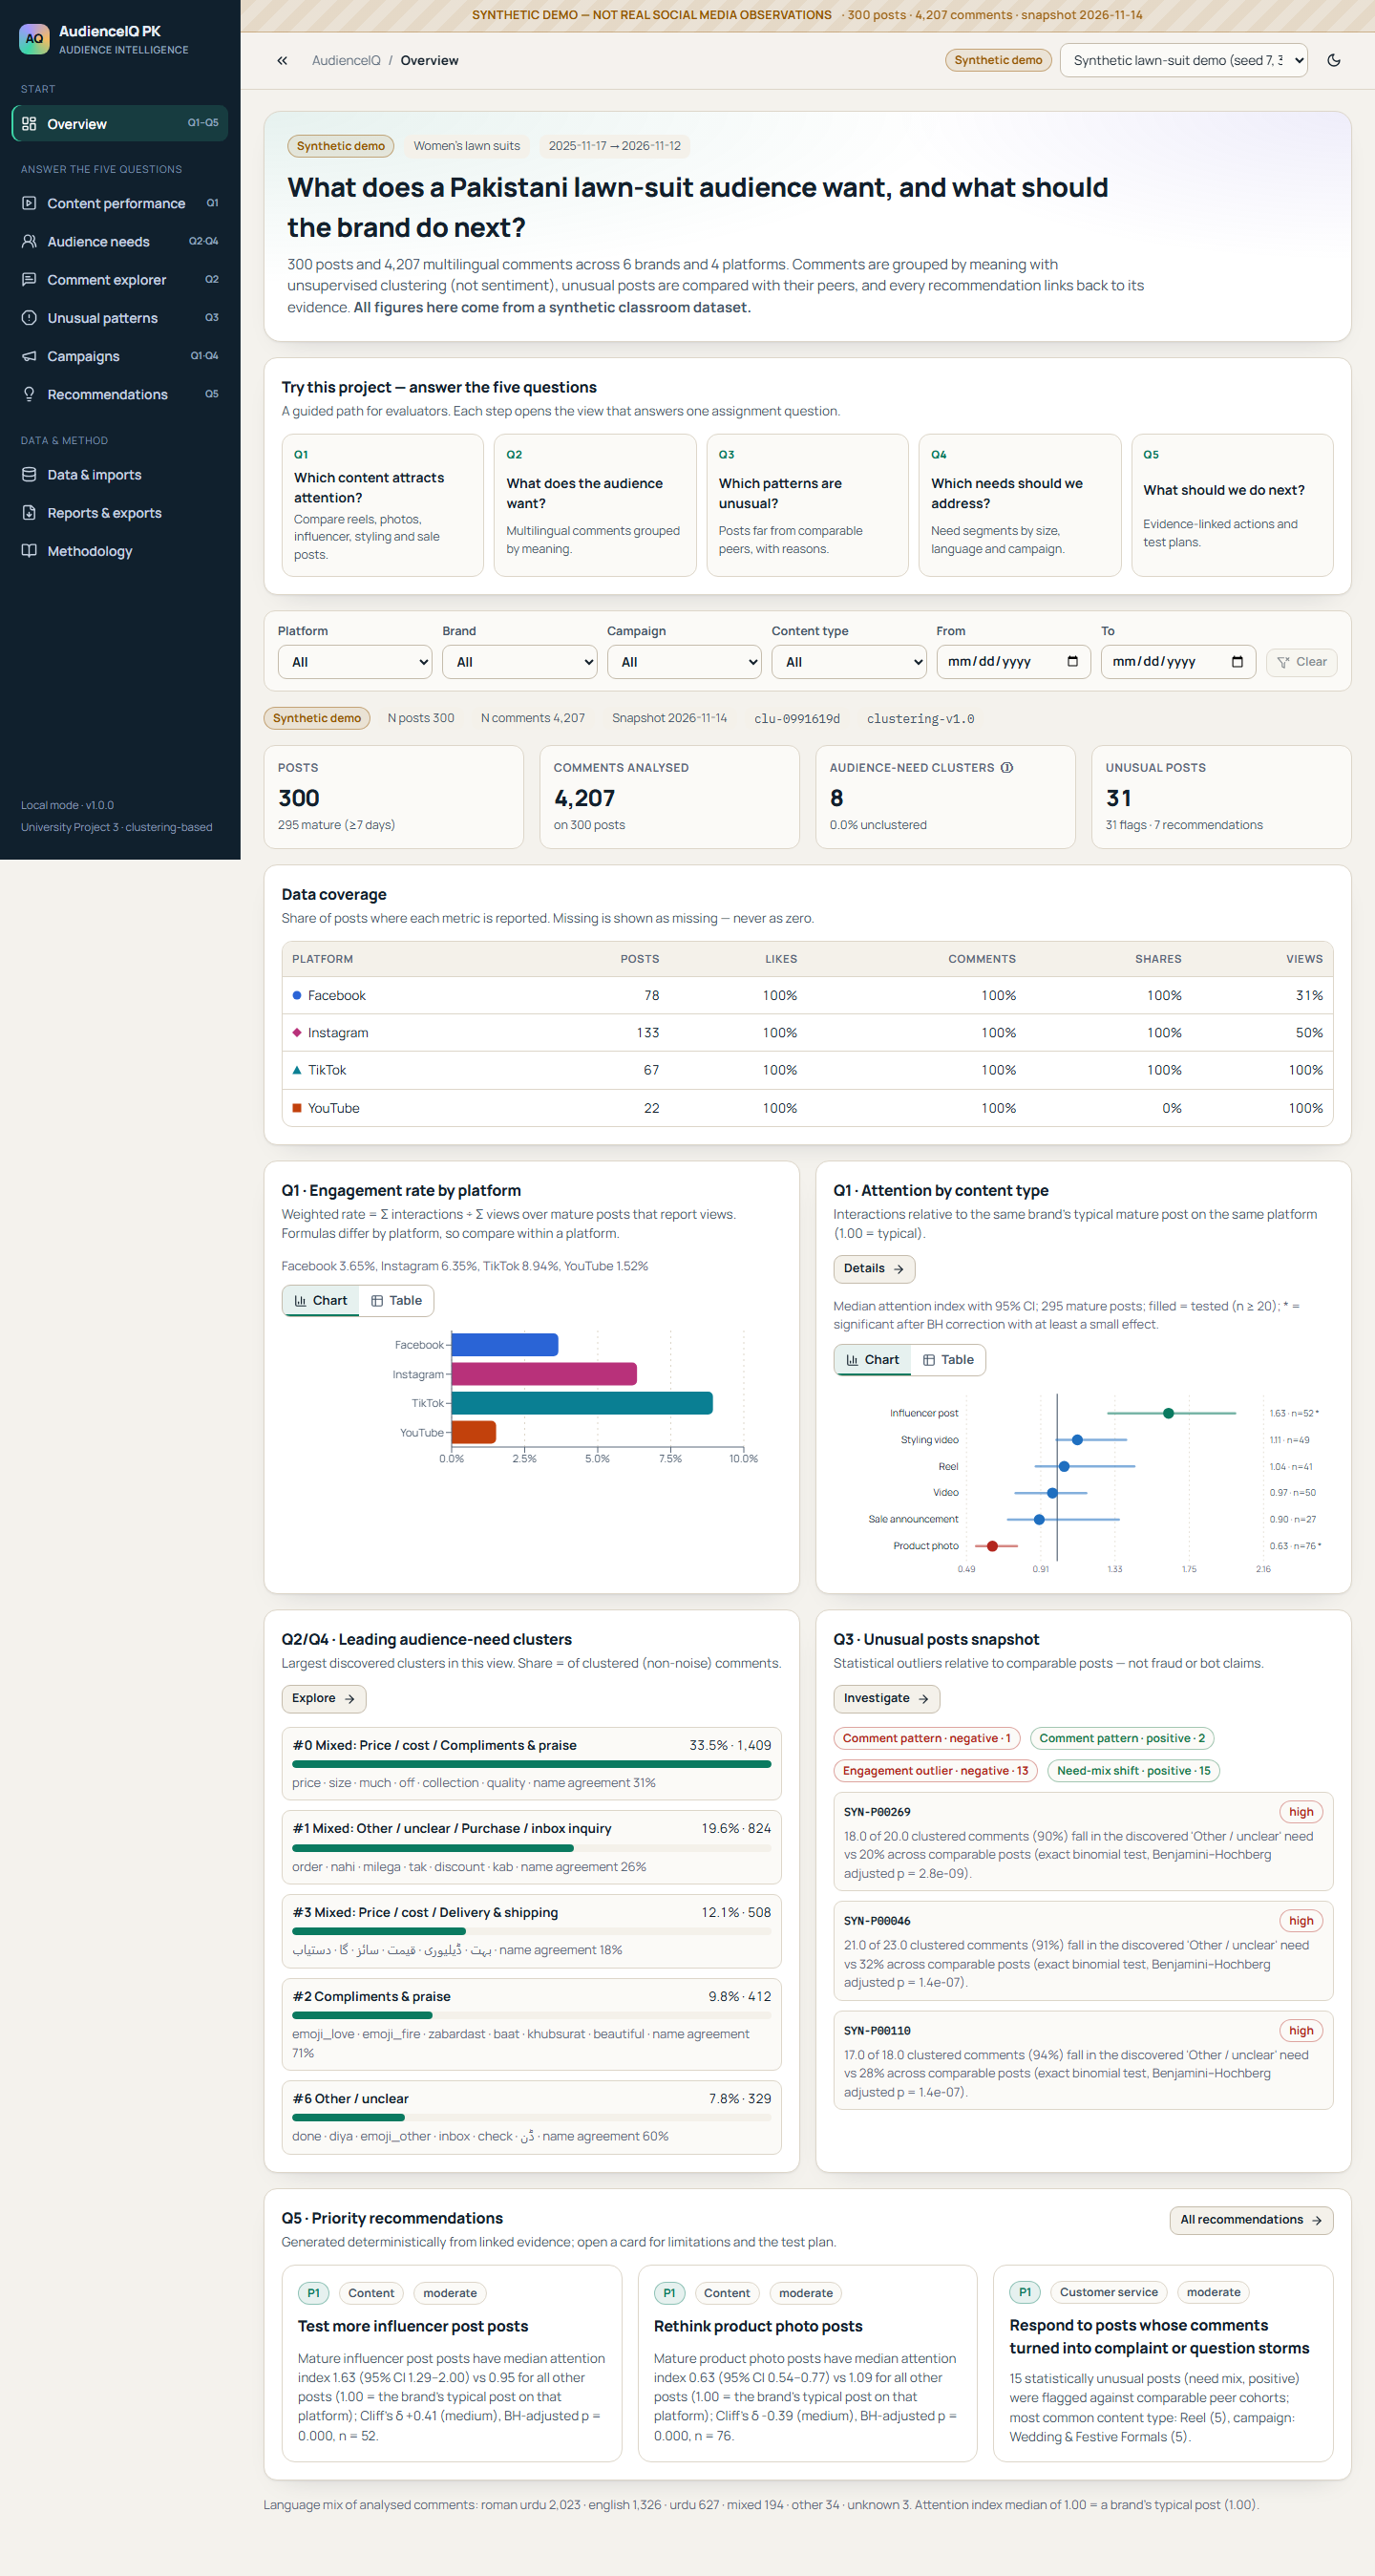 SYNTHETIC DEMO — NOT REAL SOCIAL MEDIA OBSERVATIONS · 300 posts · 4,207 comments · snapshot 2026-11-14
AQ
AudienceIQ PK
AUDIENCE INTELLIGENCE
START
Overview Q1–Q5
ANSWER THE FIVE QUESTIONS
Content performance Q1
Audience needs Q2·Q4
Comment explorer Q2
Unusual patterns Q3
Campaigns Q1·Q4
Recommendations Q5
DATA & METHOD
Data & imports
Reports & exports
Methodology
Local mode · v1.0.0
University Project 3 · clustering-based
AudienceIQ / Overview
Synthetic demo
Synthetic lawn-suit demo (seed 7, 3
Synthetic demo Women's lawn suits 2025-11-17 → 2026-11-12
What does a Pakistani lawn-suit audience want, and what should
the brand do next?
300 posts and 4,207 multilingual comments across 6 brands and 4 platforms. Comments are grouped by meaning with
unsupervised clustering (not sentiment), unusual posts are compared with their peers, and every recommendation links back to its
evidence. All figures here come from a synthetic classroom dataset.
Try this project — answer the five questions
A guided path for evaluators. Each step opens the view that answers one assignment question.
Q1
Which content attracts
attention?
Compare reels, photos,
influencer, styling and sale
posts.
Q2
What does the audience
want?
Multilingual comments grouped
by meaning.
Q3
Which patterns are
unusual?
Posts far from comparable
peers, with reasons.
Q4
Which needs should we
address?
Need segments by size,
language and campaign.
Q5
What should we do next?
Evidence-linked actions and
test plans.
Platform Brand Campaign Content type From To
All All All All mm/dd/yyyy mm/dd/yyyy Clear
Synthetic demo N posts 300 N comments 4,207 Snapshot 2026-11-14 clu-0991619d clustering-v1.0
POSTS
300
295 mature (≥7 days)
COMMENTS ANALYSED
4,207
on 300 posts
AUDIENCE-NEED CLUSTERS
8
0.0% unclustered
UNUSUAL POSTS
31
31 flags · 7 recommendations
Data coverage
Share of posts where each metric is reported. Missing is shown as missing — never as zero.
PLATFORM POSTS LIKES COMMENTS SHARES VIEWS
Facebook 78 100% 100% 100% 31%
Instagram 133 100% 100% 100% 50%
TikTok 67 100% 100% 100% 100%
YouTube 22 100% 100% 0% 100%
Q1 · Engagement rate by platform
Weighted rate = Σ interactions ÷ Σ views over mature posts that report views.
Formulas differ by platform, so compare within a platform.
Facebook 3.65%, Instagram 6.35%, TikTok 8.94%, YouTube 1.52%
Chart Table
Facebook
Instagram
TikTok
YouTube
0.0% 2.5% 5.0% 7.5% 10.0%
Q1 · Attention by content type
Interactions relative to the same brand's typical mature post on the same platform
(1.00 = typical).
Details
Median attention index with 95% CI; 295 mature posts; filled = tested (n ≥ 20); * =
significant after BH correction with at least a small effect.
Chart Table
Influencer post 1.63 · n=52 *
Styling video 1.11 · n=49
Reel 1.04 · n=41
Video 0.97 · n=50
Sale announcement 0.90 · n=27
Product photo 0.63 · n=76 *
0.49 0.91 1.33 1.75 2.16
Q2/Q4 · Leading audience-need clusters
Largest discovered clusters in this view. Share = of clustered (non-noise) comments.
Explore
#0 Mixed: Price / cost / Compliments & praise 33.5% · 1,409
price · size · much · off · collection · quality · name agreement 31%
#1 Mixed: Other / unclear / Purchase / inbox inquiry 19.6% · 824
order · nahi · milega · tak · discount · kab · name agreement 26%
#3 Mixed: Price / cost / Delivery & shipping 12.1% · 508
بہت · ڈیلیوری · قیمت · سائز · گا · دستیاب · name agreement 18%
#2 Compliments & praise 9.8% · 412
emoji_love · emoji_fire · zabardast · baat · khubsurat · beautiful · name agreement
71%
#6 Other / unclear 7.8% · 329
done · diya · emoji_other · inbox · check · ڈن · name agreement 60%
Q3 · Unusual posts snapshot
Statistical outliers relative to comparable posts — not fraud or bot claims.
Investigate
Comment pattern · negative · 1 Comment pattern · positive · 2
Engagement outlier · negative · 13 Need-mix shift · positive · 15
SYN-P00269 high
18.0 of 20.0 clustered comments (90%) fall in the discovered 'Other / unclear' need
vs 20% across comparable posts (exact binomial test, Benjamini–Hochberg
adjusted p = 2.8e-09).
SYN-P00046 high
21.0 of 23.0 clustered comments (91%) fall in the discovered 'Other / unclear' need
vs 32% across comparable posts (exact binomial test, Benjamini–Hochberg
adjusted p = 1.4e-07).
SYN-P00110 high
17.0 of 18.0 clustered comments (94%) fall in the discovered 'Other / unclear' need
vs 28% across comparable posts (exact binomial test, Benjamini–Hochberg
adjusted p = 1.4e-07).
Q5 · Priority recommendations
Generated deterministically from linked evidence; open a card for limitations and the test plan.
All recommendations
P1 Content moderate
Test more influencer post posts
Mature influencer post posts have median attention
index 1.63 (95% CI 1.29–2.00) vs 0.95 for all other
posts (1.00 = the brand's typical post on that
platform); Cliff's δ +0.41 (medium), BH-adjusted p =
0.000, n = 52.
P1 Content moderate
Rethink product photo posts
Mature product photo posts have median attention
index 0.63 (95% CI 0.54–0.77) vs 1.09 for all other
posts (1.00 = the brand's typical post on that
platform); Cliff's δ -0.39 (medium), BH-adjusted p =
0.000, n = 76.
P1 Customer service moderate
Respond to posts whose comments
turned into complaint or question storms
15 statistically unusual posts (need mix, positive)
were flagged against comparable peer cohorts;
most common content type: Reel (5), campaign:
Wedding & Festive Formals (5).
Language mix of analysed comments: roman urdu 2,023 · english 1,326 · urdu 627 · mixed 194 · other 34 · unknown 3. Attention index median of 1.00 = a brand's typical post (1.00).